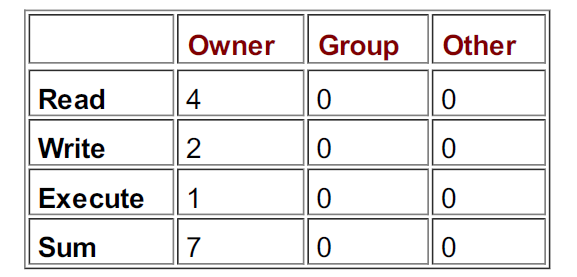 Owner Group Other
Read 4 0 0
Write 2 0 0
Execute 1 0 0
Sum 7 0 0